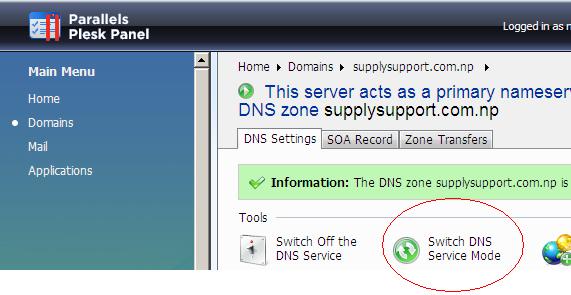 Parallels
Plesk Panel
Logged in as
Main Menu
Home
Domains
Mail
Applications
Home Domains supplysupport.com.np
This server acts as a primary nameser
DNS zone supplysupport.com.np
DNS Settings SOA Record Zone Transfers
Information: The DNS zone supplysupport.com.np is
Tools
Switch Off the
DNS Service
Switch DNS
Service Mode